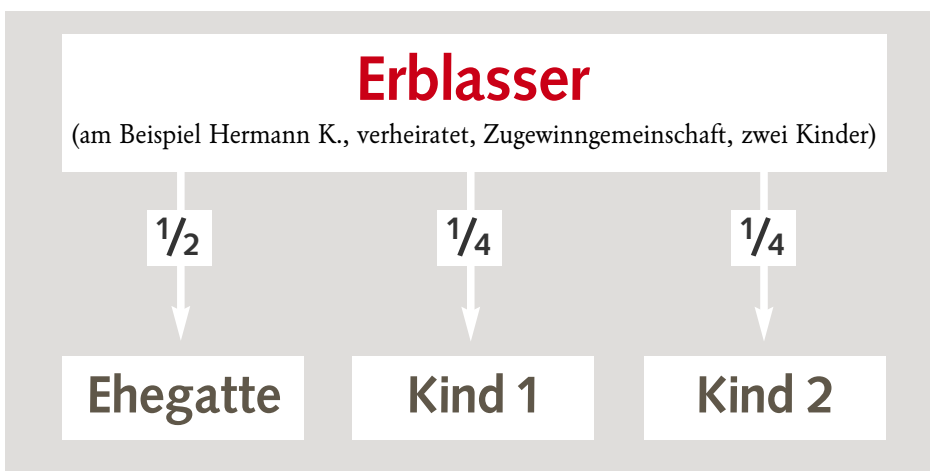 Erblasser
(am Beispiel Hermann K., verheiratet, Zugewinngemeinschaft, zwei Kinder)
1/2
1/4
1/4
Ehegatte
Kind 1
Kind 2